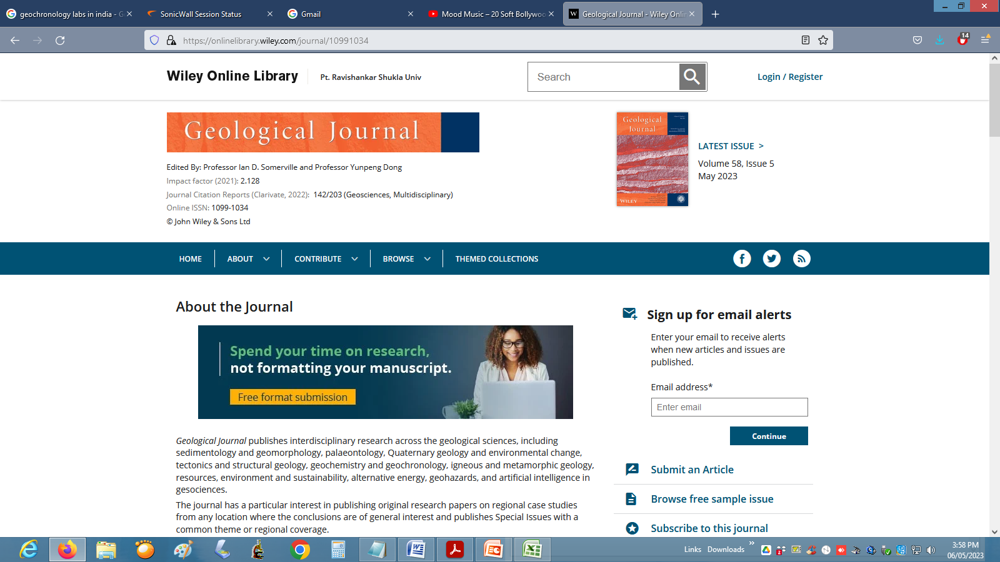 geochronology labs in india - G
SonicWall Session Status
Gmail
Mood Music – 20 Soft Bollywoo
Geological Journal - Wiley Onlin
https://onlinelibrary.wiley.com/journal/10991034
14
Wiley Online Library
Pt. Ravishankar Shukla Univ
Search
Login / Register
Geological Journal
Geological
Journal
WILEY
LATEST ISSUE >
Volume 58, Issue 5
May 2023
Edited By: Professor Ian D. Somerville and Professor Yunpeng Dong
Impact factor (2021): 2.128
Journal Citation Reports (Clarivate, 2022): 142/203 (Geosciences, Multidisciplinary)
Online ISSN: 1099-1034
© John Wiley & Sons Ltd
HOME
ABOUT
CONTRIBUTE
BROWSE
THEMED COLLECTIONS
About the Journal
Spend your time on research,
not formatting your manuscript.
Free format submission
Geological Journal publishes interdisciplinary research across the geological sciences, including
sedimentology and geomorphology, palaeontology, Quaternary geology and environmental change,
tectonics and structural geology, geochemistry and geochronology, igneous and metamorphic geology,
resources, environment and sustainability, alternative energy, geohazards, and artificial intelligence in
gesociences.
The journal has a particular interest in publishing original research papers on regional case studies
from any location where the conclusions are of general interest and publishes Special Issues with a
common theme or regional coverage.
Sign up for email alerts
Enter your email to receive alerts
when new articles and issues are
published.
Email address*
Enter email
Continue
Submit an Article
Browse free sample issue
Subscribe to this journal
Links
Downloads
3:58 PM
06/05/2023